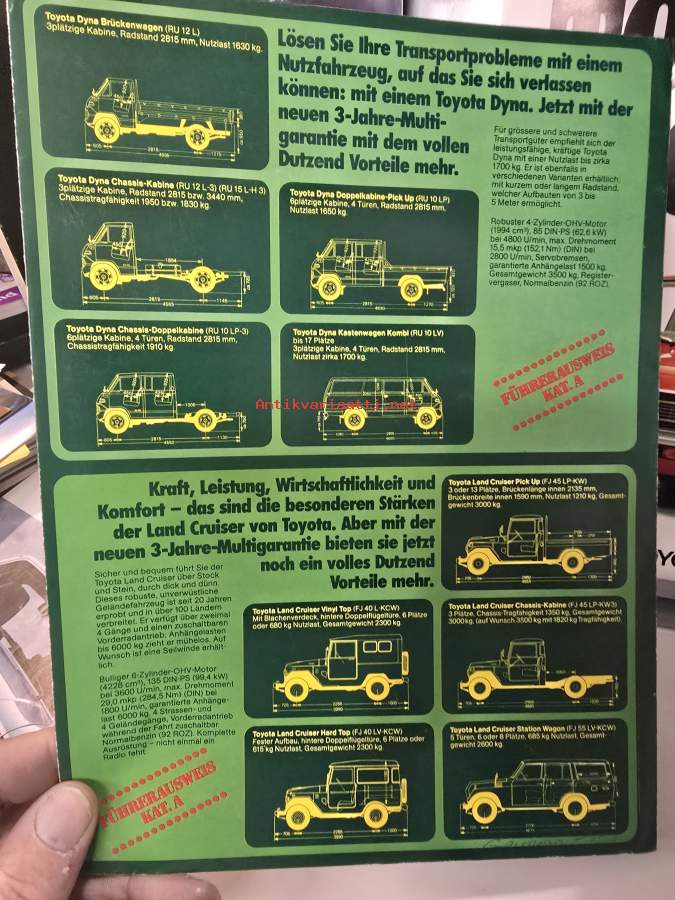 Toyota Dyna Brückenwagen (RU 12 L)
3plätzige Kabine, Radstand 2815 mm, Nutzlast 1630 kg.
Lösen Sie Ihre Transportprobleme mit einem
Nutzfahrzeug, auf das Sie sich verlassen
können: mit einem Toyota Dyna. Jetzt mit der
neuen 3-Jahre-Multi-
garantie mit dem vollen
Dutzend Vorteile mehr.
Für grössere und schwerere
Transportgüter empfiehlt sich der
leistungsfähige, kräftige Toyota
Dyna mit einer Nutzlast bis zirka
1700 kg. Er ist ebenfalls in
verschiedenen Varianten erhältlich:
mit kurzem oder langem Radstand,
welcher Aufbauten von 3 bis
5 Meter ermöglicht.
Robuster 4-Zylinder-OHV-Motor
(1994 cm³), 85 DIN-PS (62,6 kW)
bei 4800 U/min, max. Drehmoment
15,5 mkp (152,1 Nm) (DIN) bei
2800 U/min, Servobremsen,
garantierte Anhängelast 1500 kg,
Gesamtgewicht 3500 kg, Register-
vergaser, Normalbenzin (92 ROZ).
Toyota Dyna Chassis-Kabine (RU 12 L-3) (RU 15 L-H 3)
3plätzige Kabine, Radstand 2815 bzw. 3440 mm,
Chassistragfähigkeit 1950 bzw. 1830 kg.
Toyota Dyna Doppelkabine-Pick Up (RU 10 LP)
6plätzige Kabine, 4 Türen, Radstand 2815 mm,
Nutzlast 1650 kg.
Toyota Dyna Chassis-Doppelkabine (RU 10 LP-3)
6plätzige Kabine, 4 Türen, Radstand 2815 mm,
Chassistragfähigkeit 1910 kg.
Toyota Dyna Kastenwagen Kombi (RU 10 LV)
bis 17 Plätze
3plätzige Kabine, 4 Türen, Radstand 2815 mm,
Nutzlast zirka 1700 kg.
FÜHRERAUSWEIS
KAT. A
Antikvariaatti.net
Kraft, Leistung, Wirtschaftlichkeit und
Komfort – das sind die besonderen Stärken
der Land Cruiser von Toyota. Aber mit der
neuen 3-Jahre-Multigarantie bieten sie jetzt
noch ein volles Dutzend
Vorteile mehr.
Sicher und bequem führt Sie der
Toyota Land Cruiser über Stock
und Stein, durch dick und dünn.
Dieses robuste, unverwüstliche
Geländefahrzeug ist seit 20 Jahren
erprobt und in über 100 Ländern
verbreitet. Er verfügt über zweimal
4 Gänge und einen zuschaltbaren
Vorderradantrieb: Anhängelasten
bis 6000 kg zieht er mühelos. Auf
Wunsch ist eine Seilwinde erhält-
lich.
Bulliger 6-Zylinder-OHV-Motor
(4228 cm³), 135 DIN-PS (99,4 kW)
bei 3600 U/min, max. Drehmoment
29,0 mkp (284,5 Nm) (DIN) bei
1800 U/min, garantierte Anhänge-
last 6000 kg. 4 Strassen- und
4 Geländegänge, Vorderradantrieb
während der Fahrt zuschaltbar.
Normalbenzin (92 ROZ). Komplette
Ausrüstung – nicht einmal ein
Radio fehlt
FÜHRERAUSWEIS
KAT. A
Toyota Land Cruiser Pick Up (FJ 45 LP-KW)
3 oder 13 Plätze, Brückenlänge innen 2135 mm,
Brückenbreite innen 1590 mm, Nutzlast 1210 kg, Gesamt-
gewicht 3000 kg.
Toyota Land Cruiser Vinyl Top (FJ 40 L-KCW)
Mit Blachenverdeck, hintere Doppelflügeltüre, 6 Plätze
oder 680 kg Nutzlast, Gesamtgewicht 2300 kg.
Toyota Land Cruiser Chassis-Kabine (FJ 45 LP-KW3)
3 Plätze, Chassis-Tragfähigkeit 1350 kg, Gesamtgewicht
3000 kg, (auf Wunsch 3500 kg mit 1820 kg Tragfähigkeit).
Toyota Land Cruiser Hard Top (FJ 40 LV-KCW)
Fester Aufbau, hintere Doppelflügeltüre, 6 Plätze oder
615 kg Nutzlast, Gesamtgewicht 2300 kg.
Toyota Land Cruiser Station Wagon (FJ 55 LV-KCW)
5 Türen, 6 oder 8 Plätze, 685 kg Nutzlast, Gesamt-
gewicht 2600 kg.